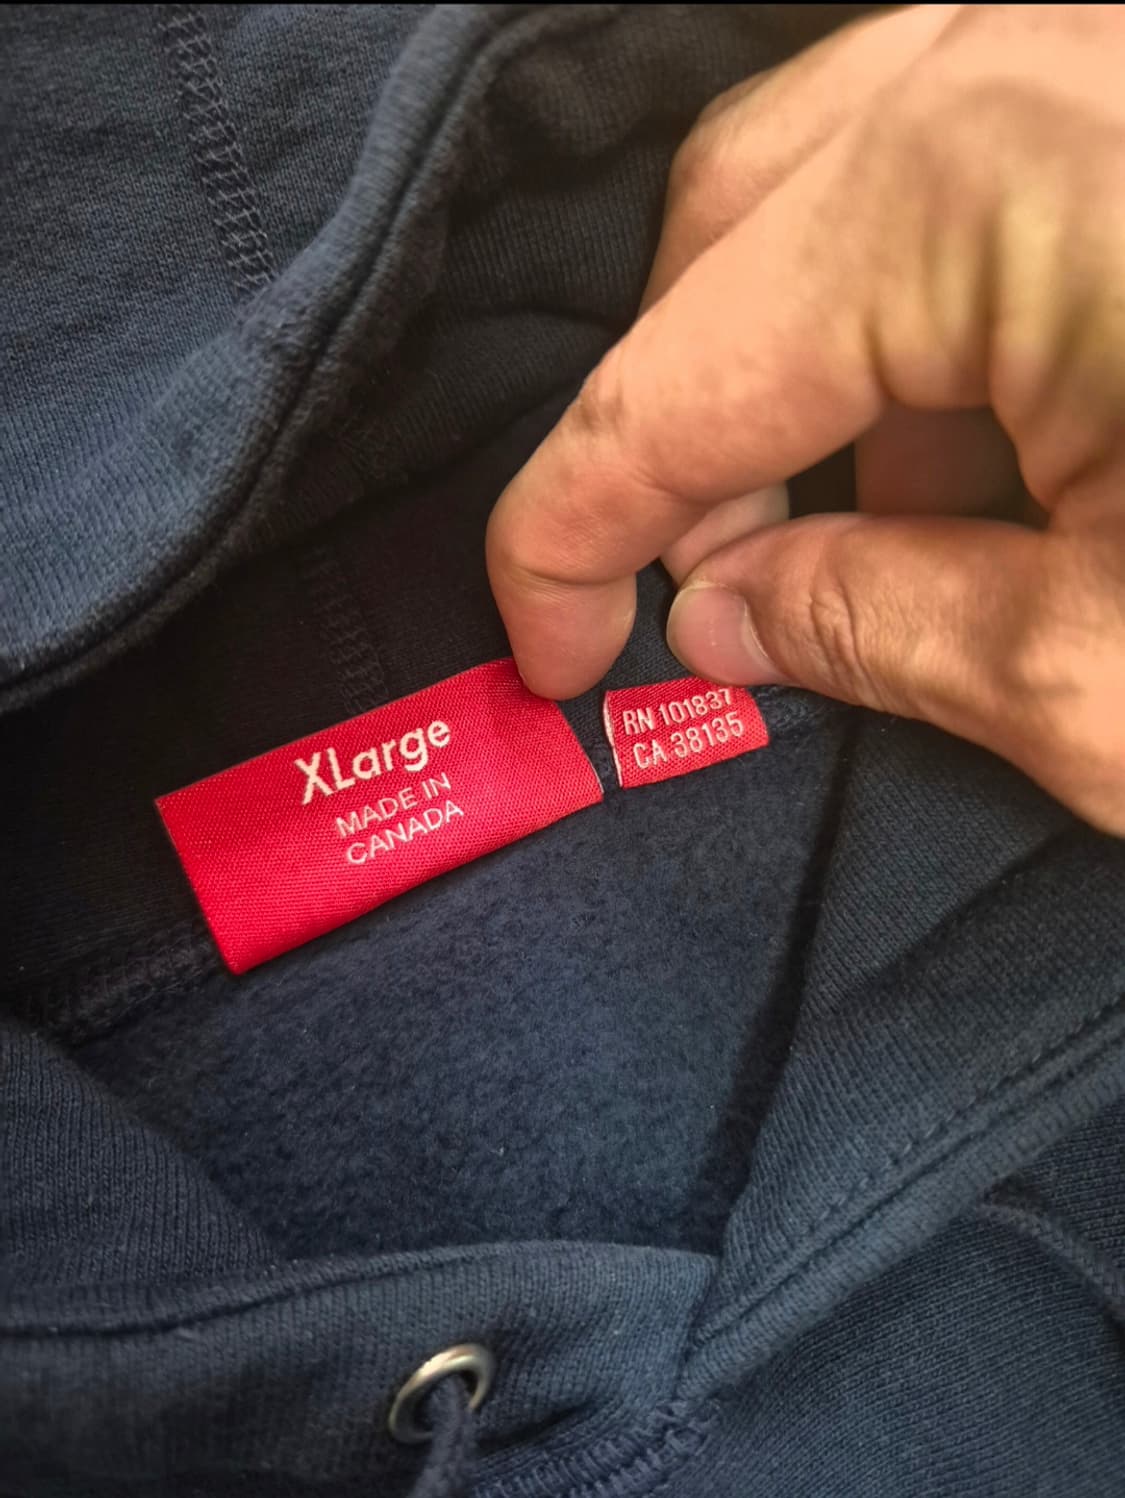 XLarge
MADE IN
CANADA
RN 101837
CA 38135